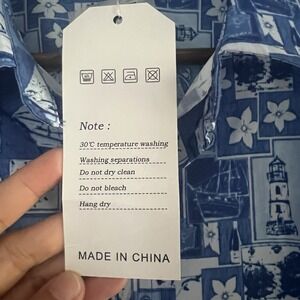 Note :
30℃ temperature washing
Washing separations
Do not dry clean
Do not bleach
Hang dry
MADE IN CHINA